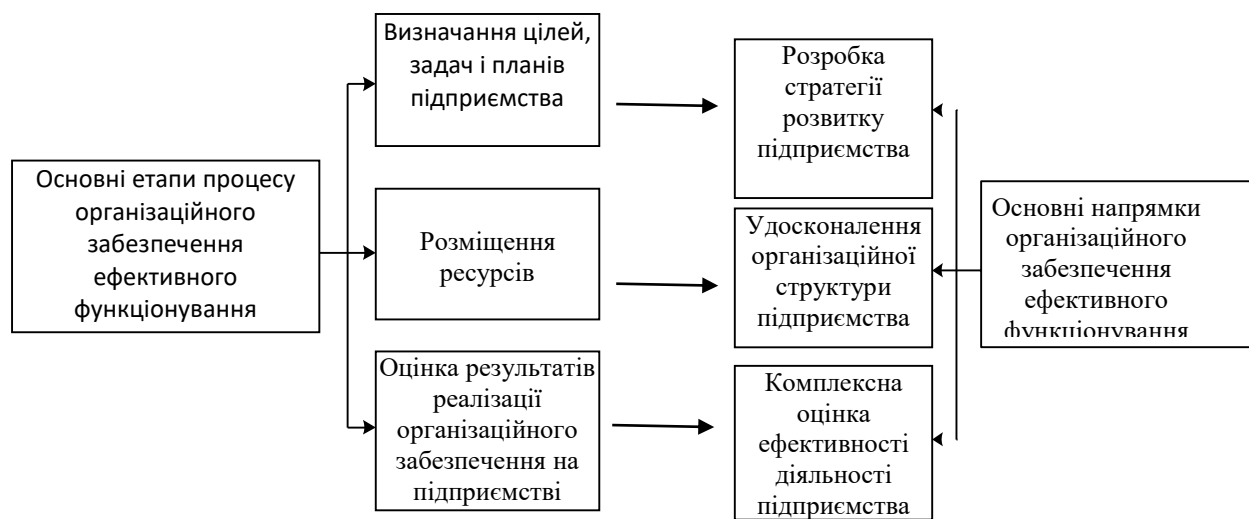 Основні етапи процесу
організаційного
забезпечення
ефективного
функціонування
Визначання цілей,
задач і планів
підприємства
Розміщення
ресурсів
Оцінка результатів
реалізації
організаційного
забезпечення на
підприємстві
Розробка
стратегії
розвитку
підприємства
Удосконалення
організаційної
структури
підприємства
Комплексна
оцінка
ефективності
діяльності
підприємства
Основні напрямки
організаційного
забезпечення
ефективного
функціонування